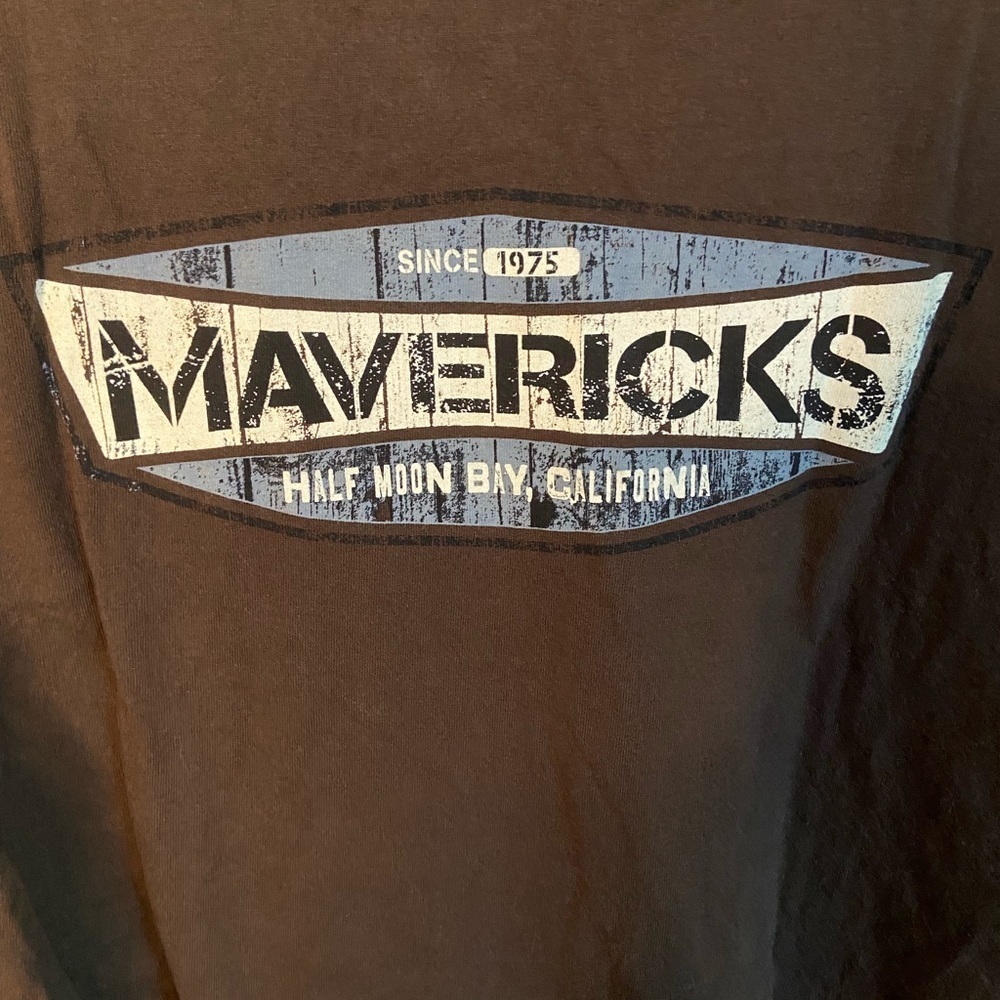 SINCE 1975
MAVERICKS
HALF MOON BAY, CALIFORNIA